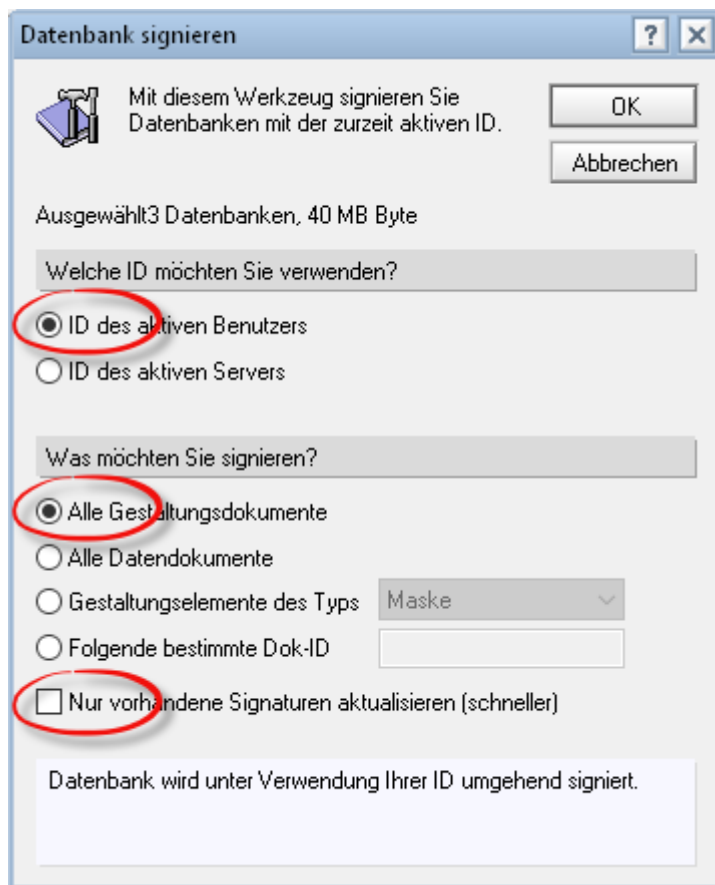 Datenbank signieren
Mit diesem Werkzeug signieren Sie
Datenbanken mit der zurzeit aktiven ID.
OK
Abbrechen
Ausgewählt3 Datenbanken, 40 MB Byte
Welche ID möchten Sie verwenden?
ID des aktiven Benutzers
ID des aktiven Servers
Was möchten Sie signieren?
Alle Gestaltungsdokumente
Alle Datendokumente
Gestaltungselemente des Typs Maske
Folgende bestimmte Dok-ID
Nur vorhandene Signaturen aktualisieren (schneller)
Datenbank wird unter Verwendung Ihrer ID umgehend signiert.